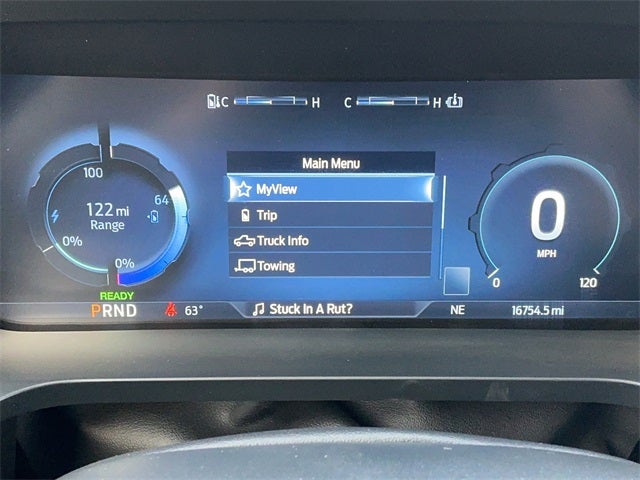 C H C H
Main Menu
MyView
Trip
Truck Info
Towing
100
64
122 mi
Range
0%
0%
READY
PRND
63°
Stuck In A Rut?
NE
16754.5 mi
0
MPH
0
120